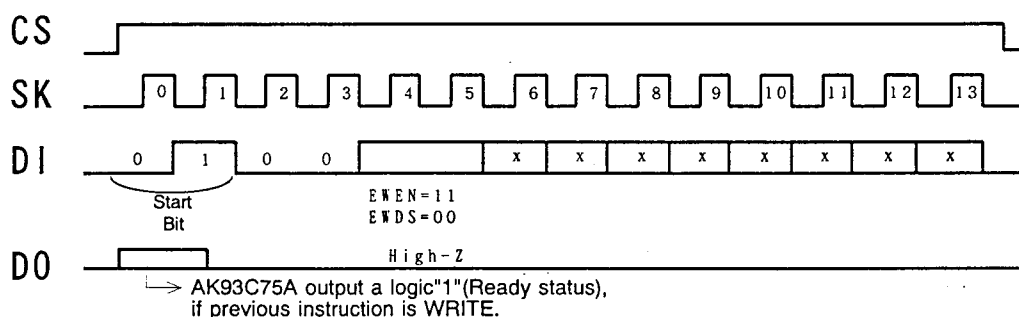 CS
SK 0 1 2 3 4 5 6 7 8 9 10 11 12 13
DI 0 1 0 0 x x x x x x x x
Start
Bit
EWEN=11
EWDS=00
DO High-Z
AK93C75A output a logic"1"(Ready status),
if previous instruction is WRITE.